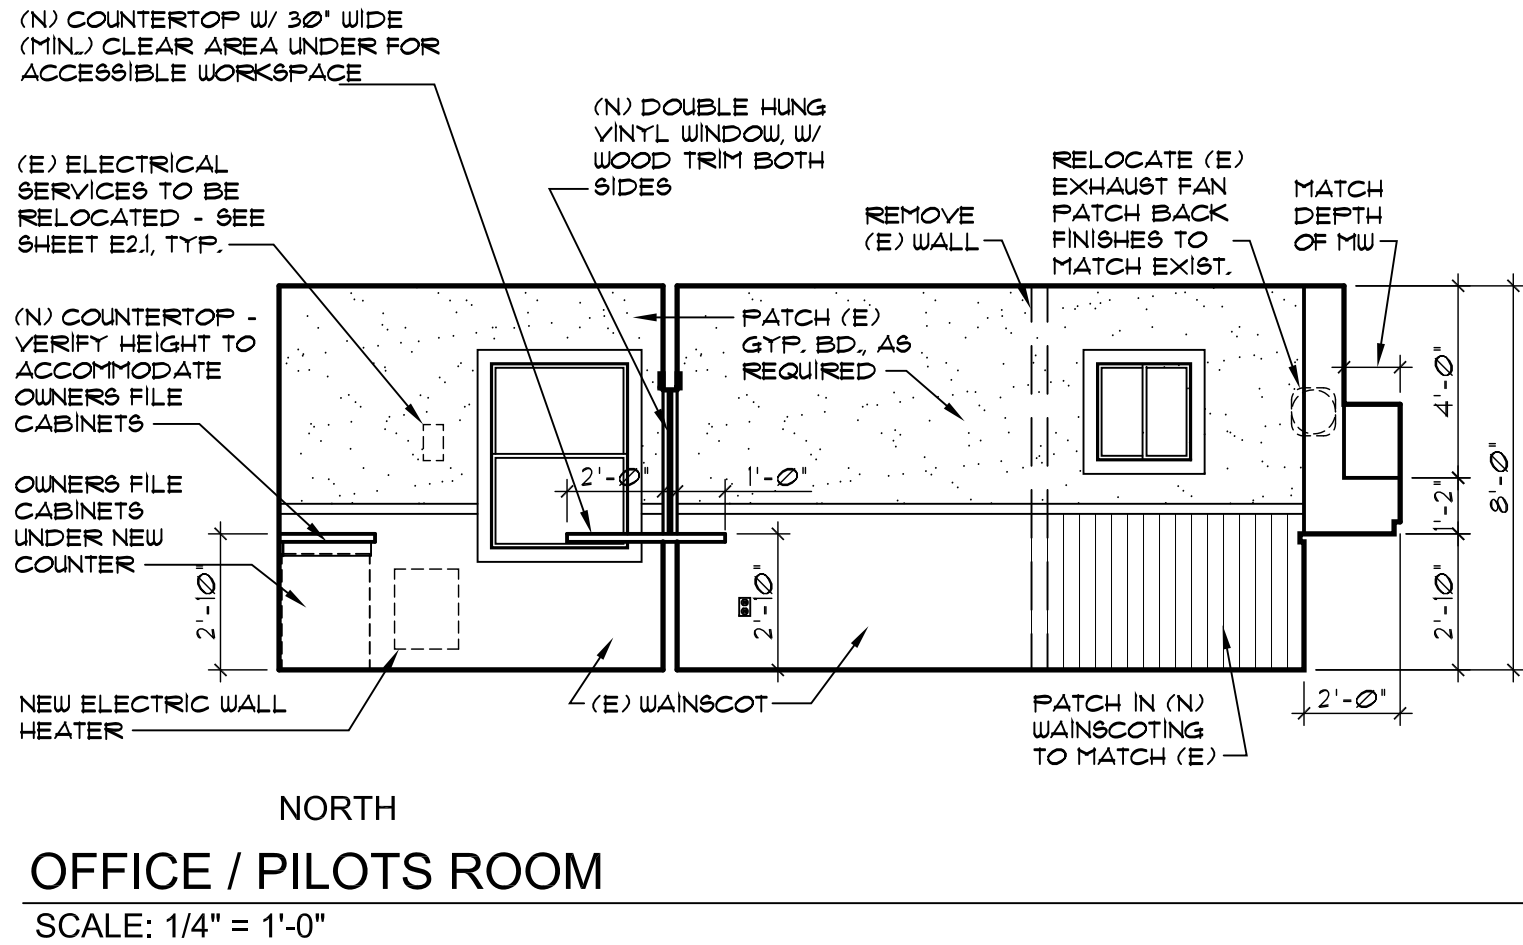 (N) COUNTERTOP W/ 30" WIDE
(MIN.,) CLEAR AREA UNDER FOR
ACCESSIBLE WORKSPACE
(N) DOUBLE HUNG
VINYL WINDOW, W/
WOOD TRIM BOTH
SIDES
(E) ELECTRICAL
SERVICES TO BE
RELOCATED - SEE
SHEET E2.1, TYP.
RELOCATE (E)
EXHAUST FAN
PATCH BACK
FINISHES TO
MATCH EXIST.
MATCH
DEPTH
OF MW
REMOVE
(E) WALL
(N) COUNTERTOP -
VERIFY HEIGHT TO
ACCOMMODATE
OWNERS FILE
CABINETS
PATCH (E)
GYP. BD., AS
REQUIRED
OWNERS FILE
CABINETS
UNDER NEW
COUNTER
2'-0"
1'-0"
4'-0"
1'-2"
8'-0"
2'-10"
2'-10"
2'-10"
2'-0"
NEW ELECTRIC WALL
HEATER
(E) WAINSCOT
PATCH IN (N)
WAINSCOTING
TO MATCH (E)
NORTH
OFFICE / PILOTS ROOM
SCALE: 1/4" = 1'-0"